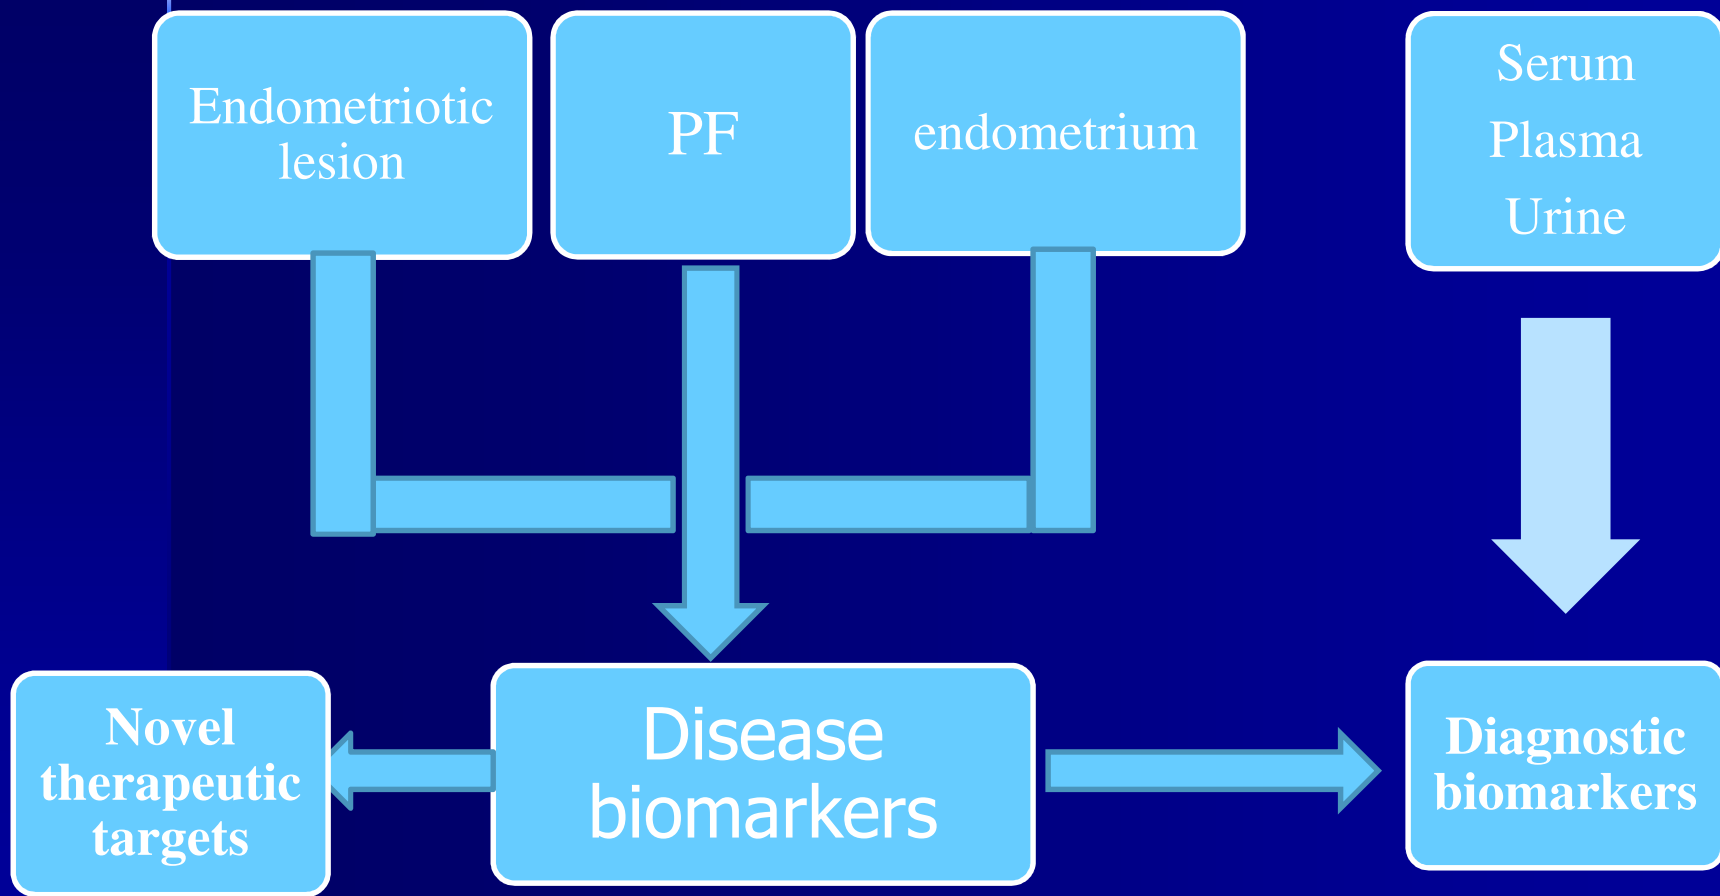 Endometriotic
lesion
PF
endometrium
Serum
Plasma
Urine
Novel
therapeutic
targets
Disease
biomarkers
Diagnostic
biomarkers